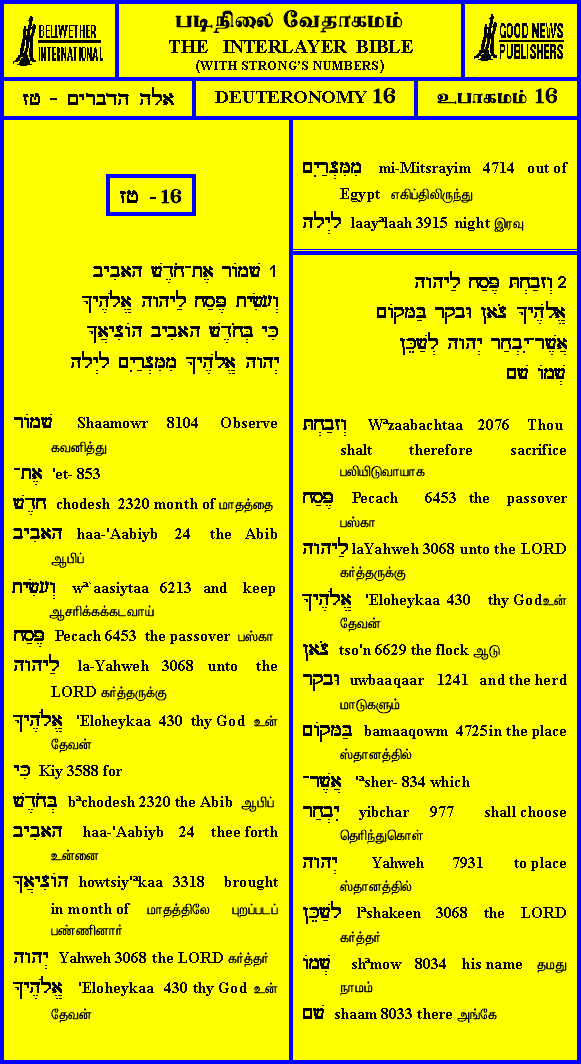 BELLWETHER
INTERNATIONAL
படிநிலை வேதாகமம்
THE INTERLAYER BIBLE
(WITH STRONG'S NUMBERS)
GOOD NEWS
PUBLISHERS
אלה הדברים - טז
DEUTERONOMY 16
உபாகமம் 16
טז - 16
1 שָׁמוֹר אֶת־חֹדֶשׁ הָאָבִיב
וְעָשִׂיתָ פֶּסַח לַיהוָה אֱלֹהֶיךָ
כִּי בְּחֹדֶשׁ הָאָבִיב הוֹצִיאֲךָ
יְהוָה אֱלֹהֶיךָ מִמִּצְרַיִם לָיְלָה
שָׁמוֹר Shaamowr 8104 Observe
கவனித்து
אֶת־ 'et- 853
חֹדֶשׁ chodesh 2320 month of மாதத்தை
הָאָבִיב haa-'Aabiyb 24 the Abib
ஆபிப்
וְעָשִׂיתָ wª`aasiytaa 6213 and keep
ஆசரிக்கக்கடவாய்
פֶּסַח Pecach 6453 the passover பஸ்கா
לַיהוָה la-Yahweh 3068 unto the
LORD கர்த்தருக்கு
אֱלֹהֶיךָ 'Eloheykaa 430 thy God உன்
தேவன்
כִּי Kiy 3588 for
בְּחֹדֶשׁ bªchodesh 2320 the Abib ஆபிப்
הָאָבִיב haa-'Aabiyb 24 thee forth
உன்னை
הוֹצִיאֲךָ howtsiy'ªkaa 3318 brought
in month of மாதத்திலே புறப்படப்
பண்ணினார்
יְהוָה Yahweh 3068 the LORD கர்த்தர்
אֱלֹהֶיךָ 'Eloheykaa 430 thy God உன்
தேவன்
מִמִּצְרַיִם mi-Mitsrayim 4714 out of
Egypt எகிப்திலிருந்து
לָיְלָה laayªlaah 3915 night இரவு
2 וְזָבַחְתָּ פֶּסַח לַיהוָה
אֱלֹהֶיךָ צֹאן וּבָקָר בַּמָּקוֹם
אֲשֶׁר־יִבְחַר יְהוָה לְשַׁכֵּן
שְׁמוֹ שָׁם
וְזָבַחְתָּ Wªzaabachtaa 2076 Thou
shalt therefore sacrifice
பலியிடுவாயாக
פֶּסַח Pecach 6453 the passover
பஸ்கா
לַיהוָה laYahweh 3068 unto the LORD
கர்த்தருக்கு
אֱלֹהֶיךָ 'Eloheykaa 430 thy Godஉன்
தேவன்
צֹאן tso'n 6629 the flock ஆடு
וּבָקָר uwbaaqaar 1241 and the herd
மாடுகளும்
בַּמָּקוֹם bamaaqowm 4725in the place
ஸ்தானத்தில்
אֲשֶׁר־ 'ªsher- 834 which
יִבְחַר yibchar 977 shall choose
தெரிந்துகொள்
יְהוָה Yahweh 7931 to place
ஸ்தானத்தில்
לְשַׁכֵּן lªshakeen 3068 the LORD
கர்த்தர்
שְׁמוֹ shªmow 8034 his name தமது
நாமம்
שָׁם shaam 8033 there அங்கே